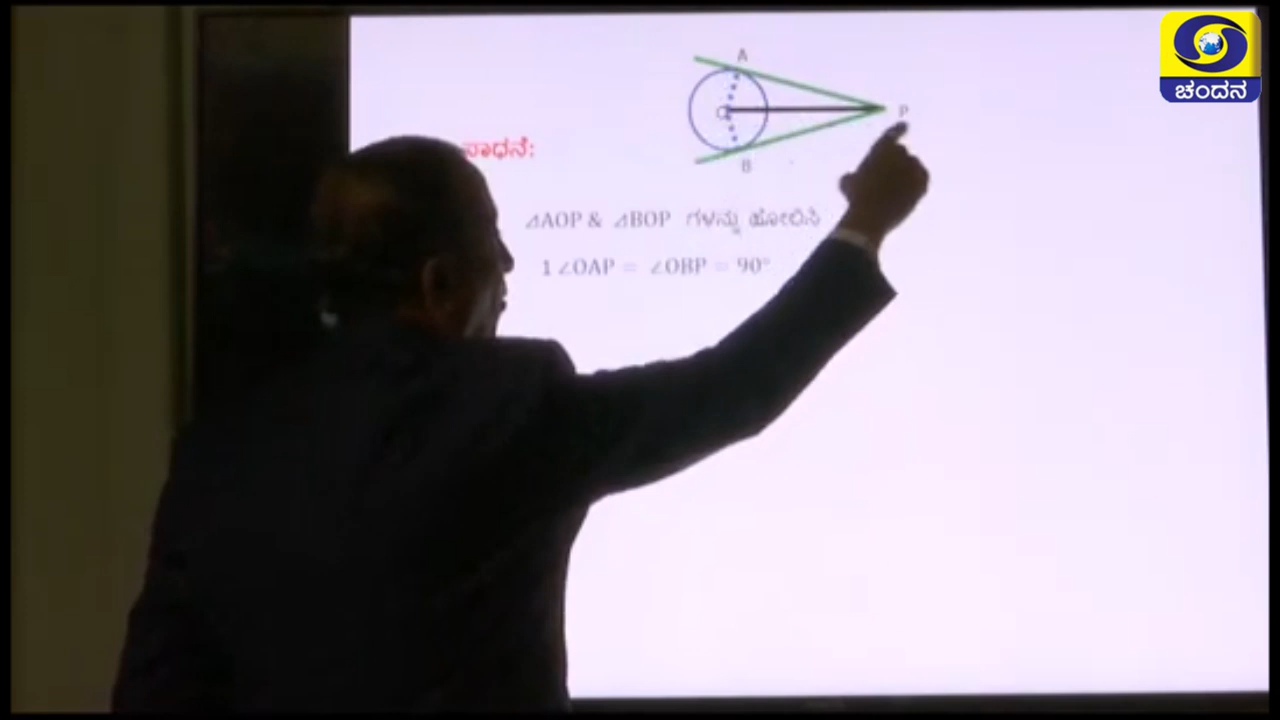 ಚಂದನ
A
O
P
B
ಸಾಧನೆ:
⊿AOP & ⊿BOP ಗಳನ್ನು ಹೋಲಿಸಿ
1 ∠OAP = ∠OBP = 90°